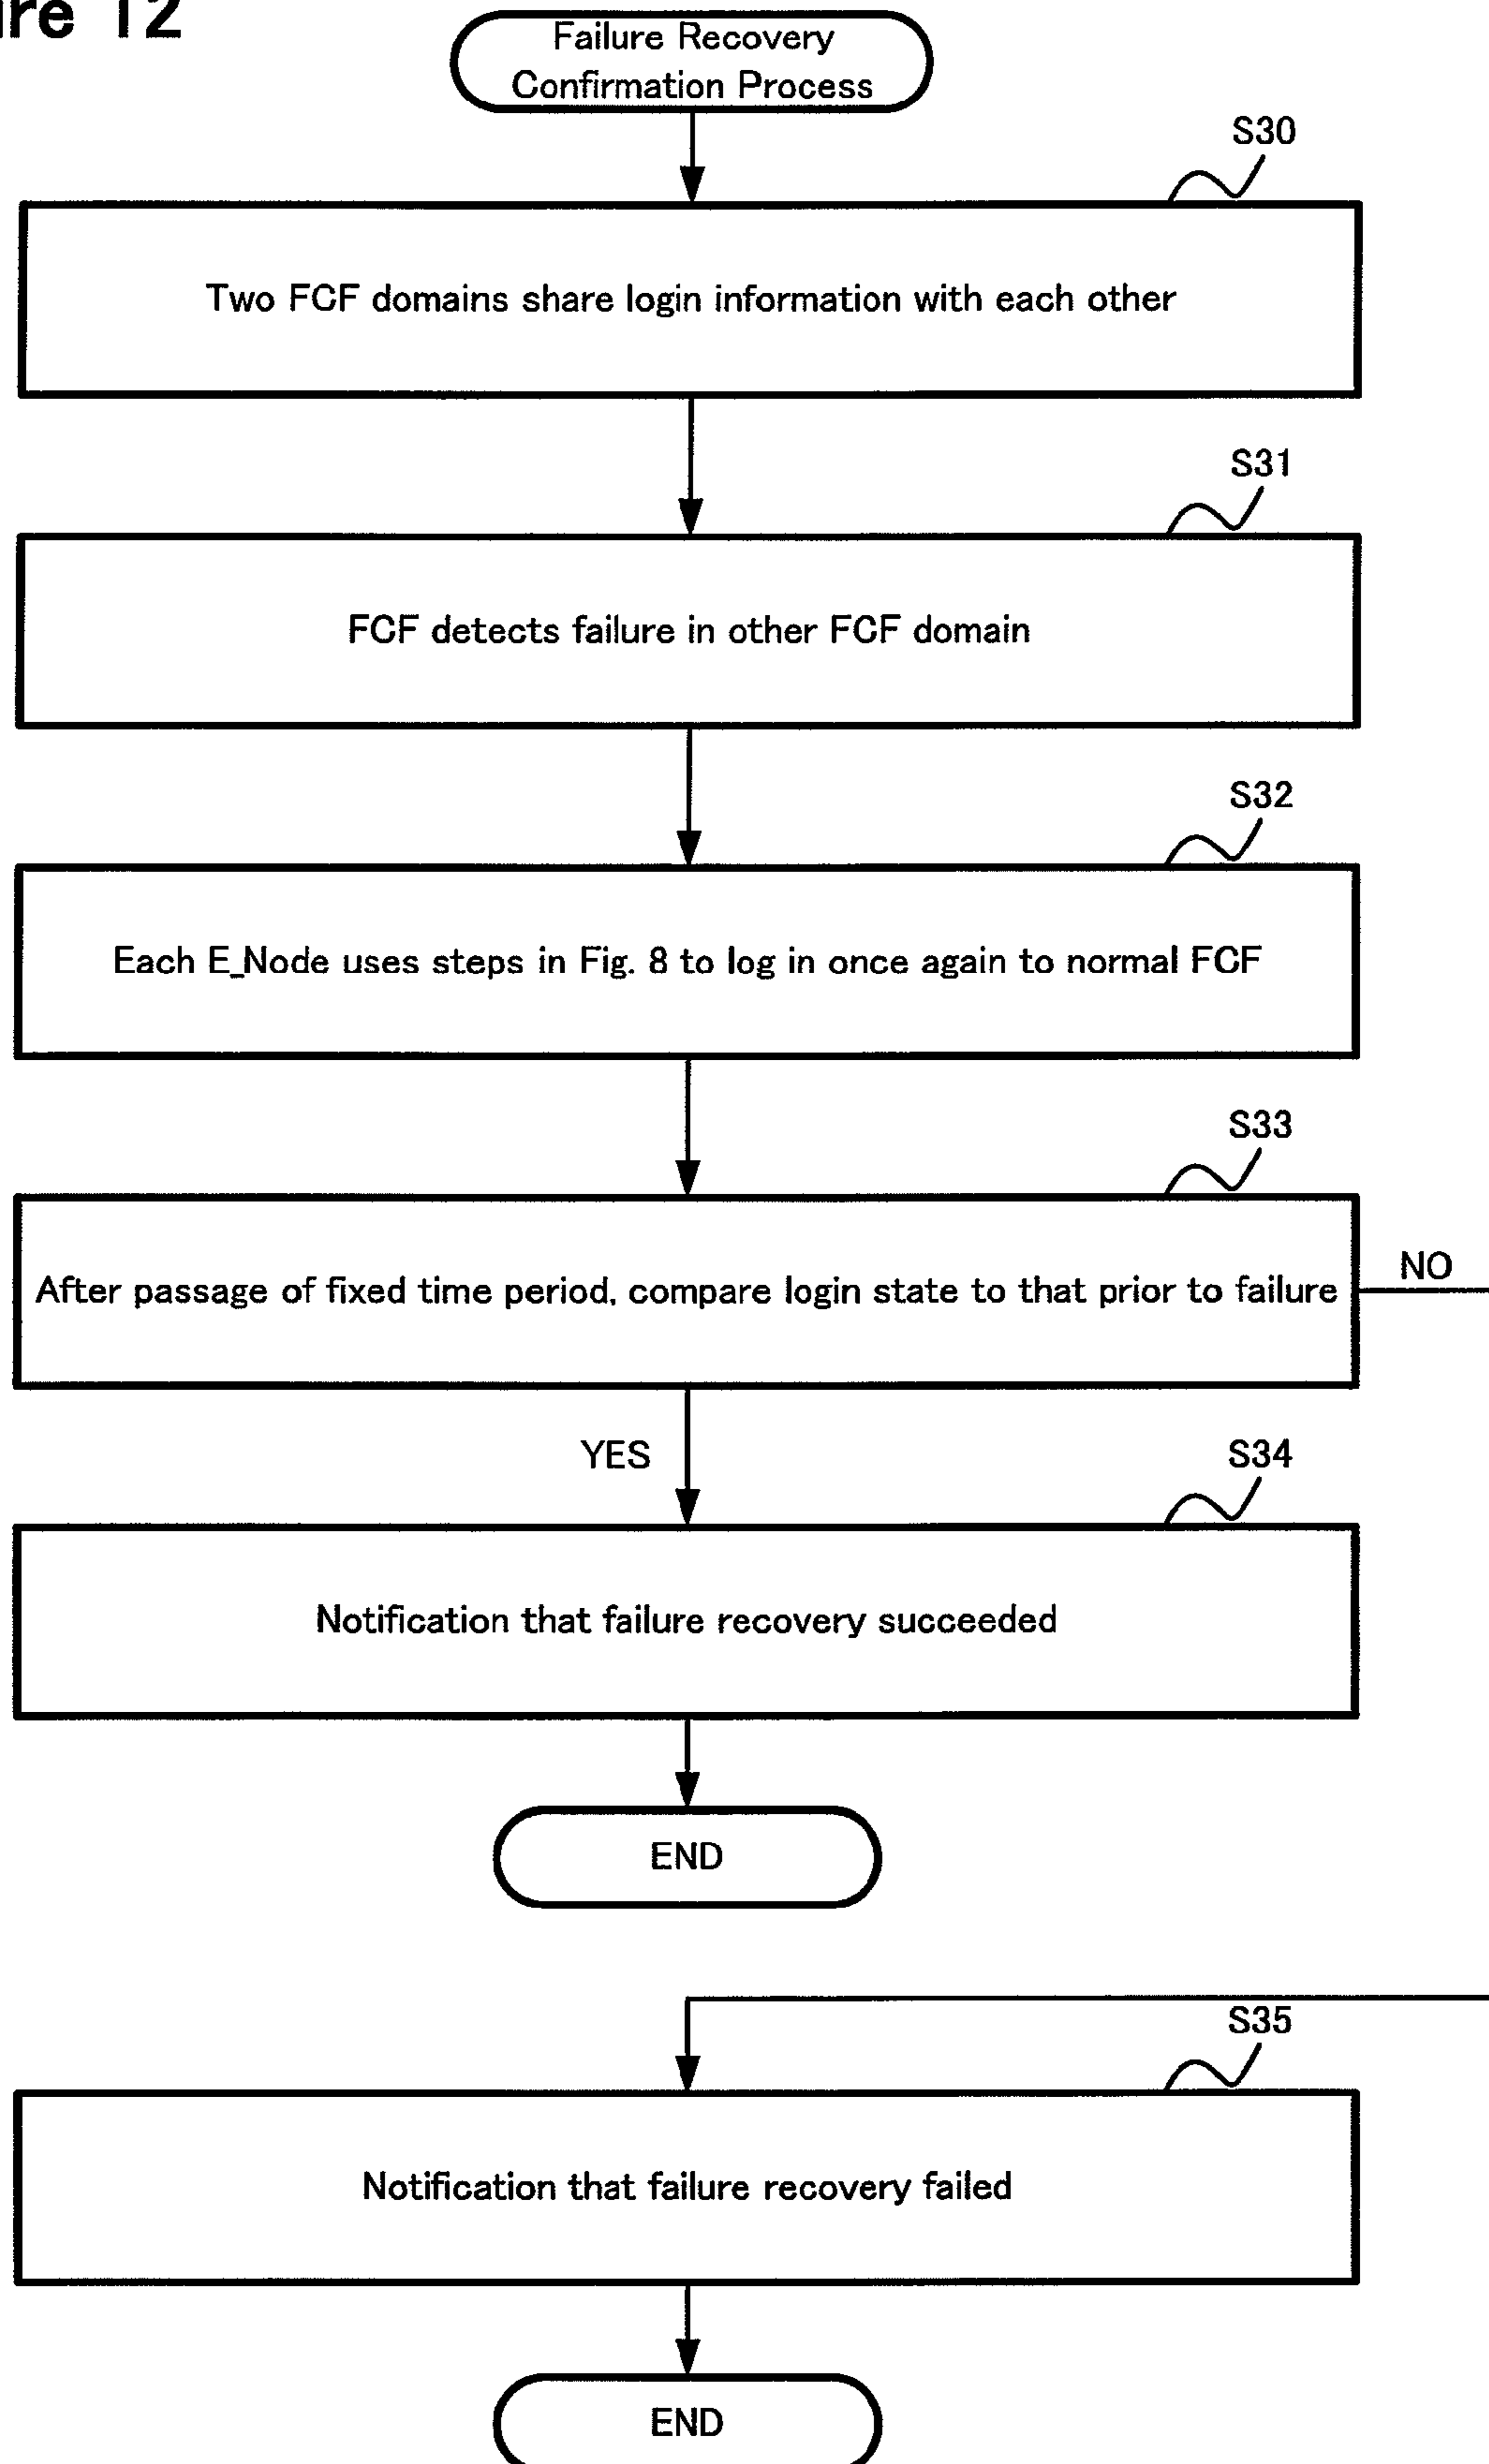 12
Failure Recovery
Confirmation Process
S30
Two FCF domains share login information with each other
S31
FCF detects failure in other FCF domain
S32
Each E_Node uses steps in Fig. 8 to log in once again to normal FCF
S33
After passage of fixed time period, compare login state to that prior to failure
NO
YES
S34
Notification that failure recovery succeeded
END
S35
Notification that failure recovery failed
END